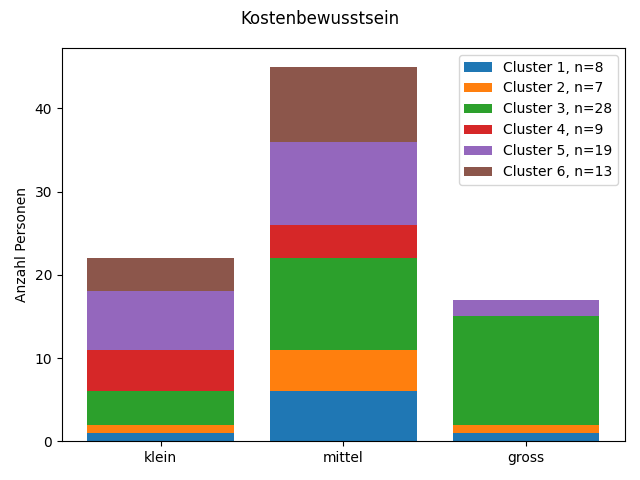 Kostenbewusstsein
Cluster 1, n=8
Cluster 2, n=7
Cluster 3, n=28
Cluster 4, n=9
Cluster 5, n=19
Cluster 6, n=13
Anzahl Personen
40
30
20
10
0
klein mittel gross